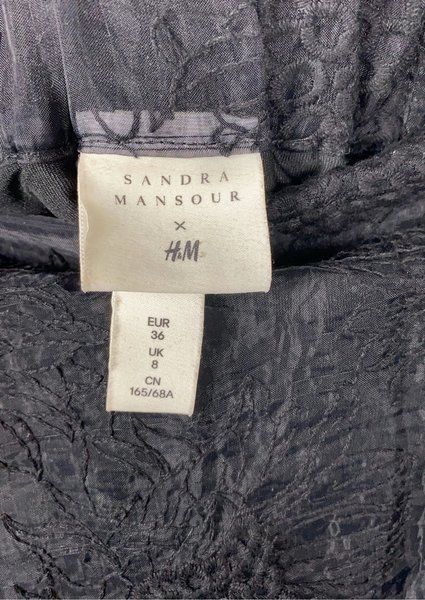 SANDRA
MANSOUR
×
H&M
EUR
36
UK
8
CN
165/68A